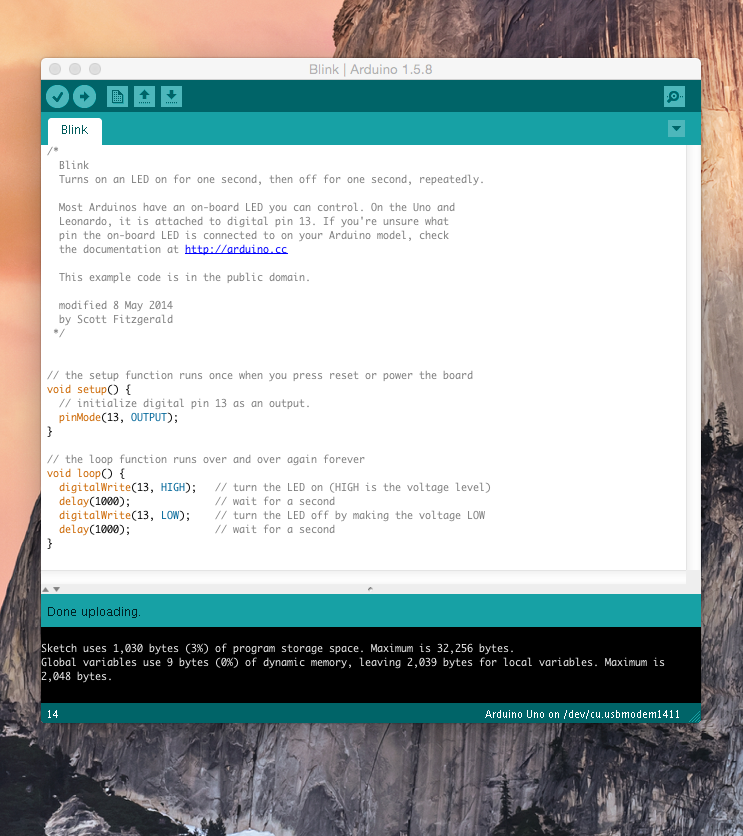 Blink | Arduino 1.5.8
Blink
/*
Blink
Turns on an LED on for one second, then off for one second, repeatedly.
Most Arduinos have an on-board LED you can control. On the Uno and
Leonardo, it is attached to digital pin 13. If you're unsure what
pin the on-board LED is connected to on your Arduino model, check
the documentation at http://arduino.cc
This example code is in the public domain.
modified 8 May 2014
by Scott Fitzgerald
*/
// the setup function runs once when you press reset or power the board
void setup() {
// initialize digital pin 13 as an output.
pinMode(13, OUTPUT);
}
// the loop function runs over and over again forever
void loop() {
digitalWrite(13, HIGH);   // turn the LED on (HIGH is the voltage level)
delay(1000);              // wait for a second
digitalWrite(13, LOW);    // turn the LED off by making the voltage LOW
delay(1000);              // wait for a second
}
Done uploading.
Sketch uses 1,030 bytes (3%) of program storage space. Maximum is 32,256 bytes.
Global variables use 9 bytes (0%) of dynamic memory, leaving 2,039 bytes for local variables. Maximum is
2,048 bytes.
14 Arduino Uno on /dev/cu.usbmodem1411